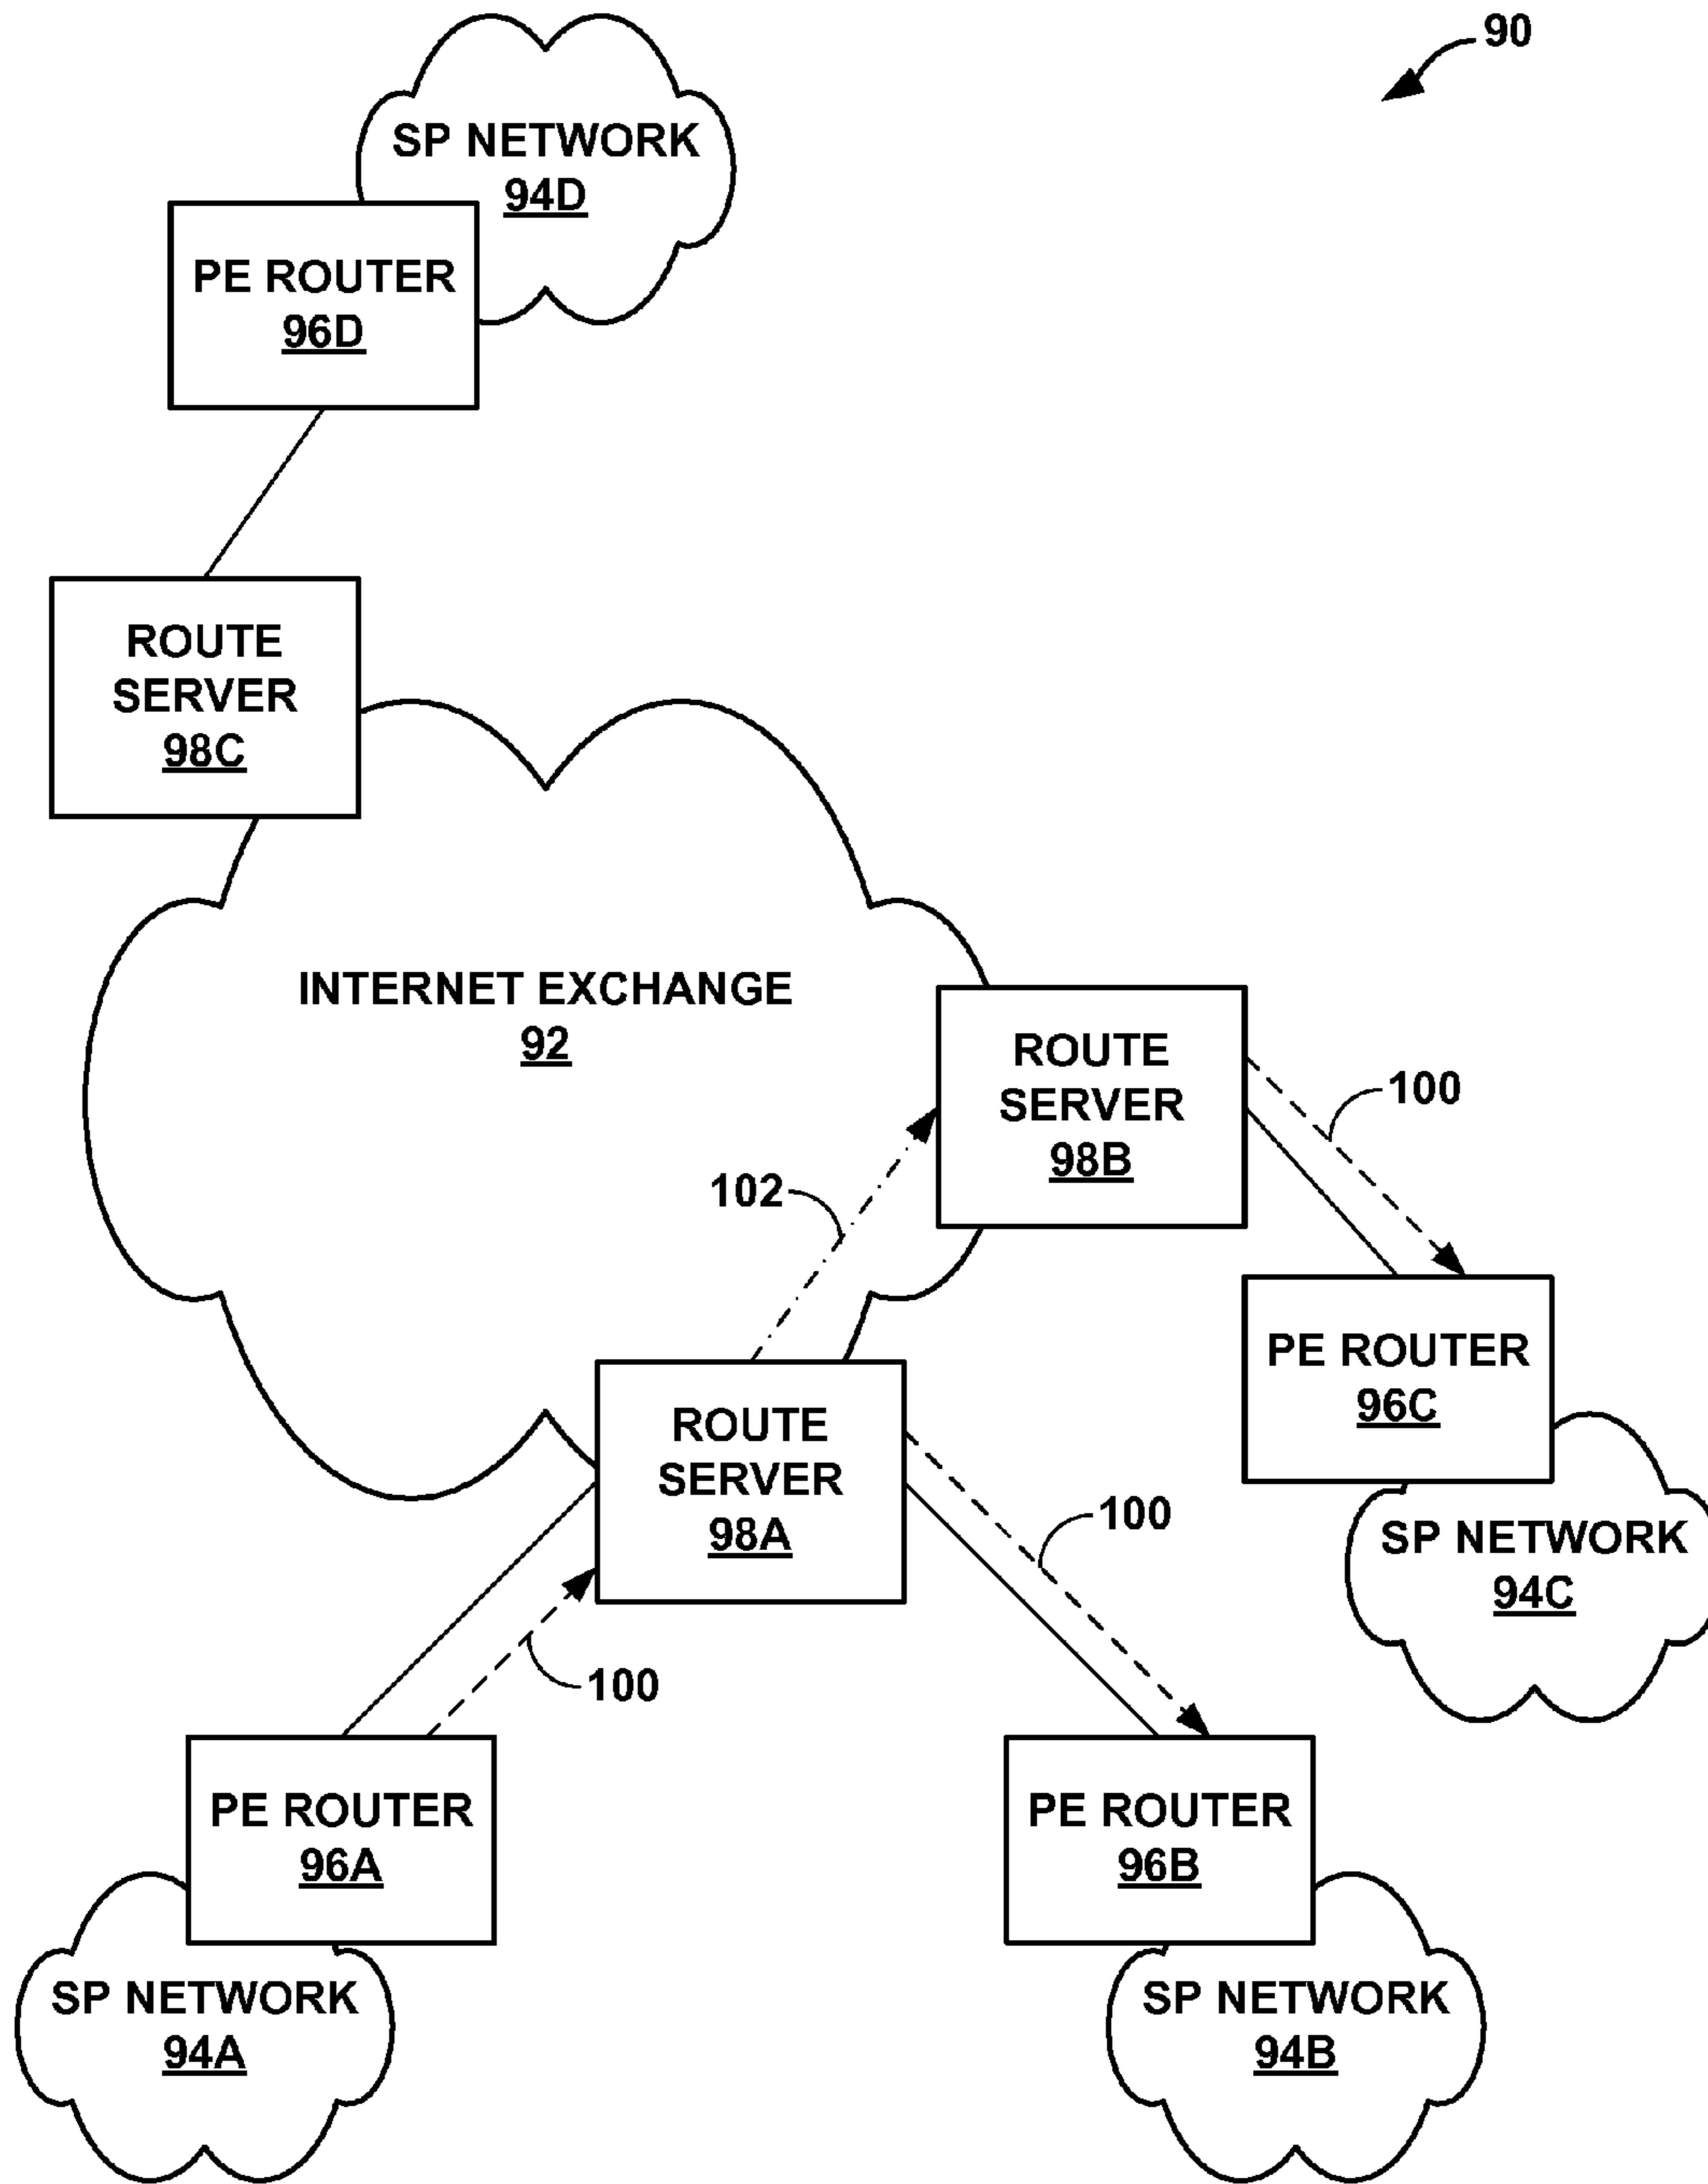 90
SP NETWORK
94D
PE ROUTER
96D
ROUTE
SERVER
98C
INTERNET EXCHANGE
92
ROUTE
SERVER
98B
100
102
PE ROUTER
96C
ROUTE
SERVER
98A
100
SP NETWORK
94C
100
PE ROUTER
96A
PE ROUTER
96B
SP NETWORK
94A
SP NETWORK
94B